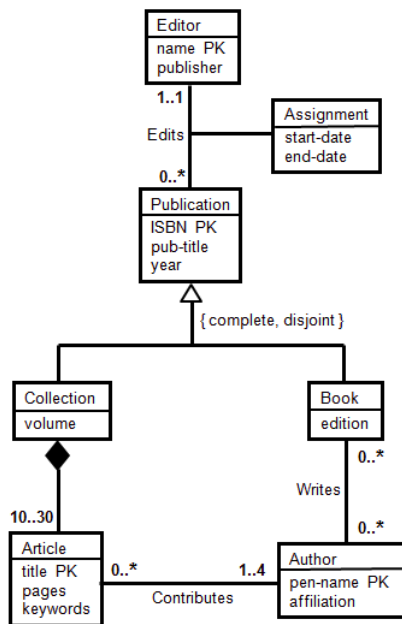 Editor
name PK
publisher
1..1
Edits
Assignment
start-date
end-date
0..*
Publication
ISBN PK
pub-title
year
{ complete, disjoint }
Collection
volume
Book
edition
0..*
Writes
10..30
0..*
Article
title PK
pages
keywords
0..*
1..4
Contributes
Author
pen-name PK
affiliation